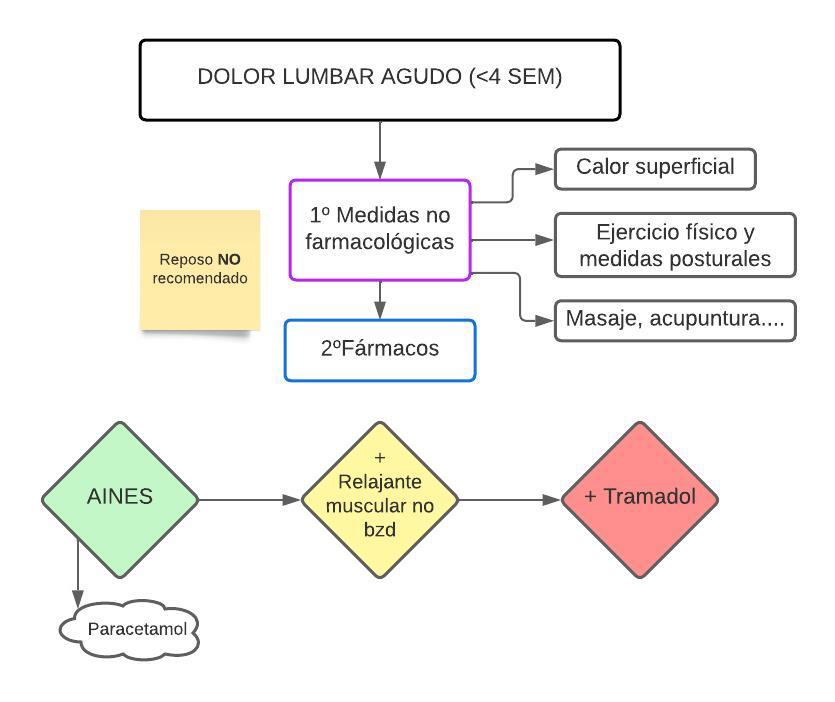 DOLOR LUMBAR AGUDO (<4 SEM)
Calor superficial
1º Medidas no
farmacológicas
Ejercicio físico y
medidas posturales
Reposo NO
recomendado
Masaje, acupuntura....
2ºFármacos
AINES
+
Relajante
muscular no
bzd
+ Tramadol
Paracetamol